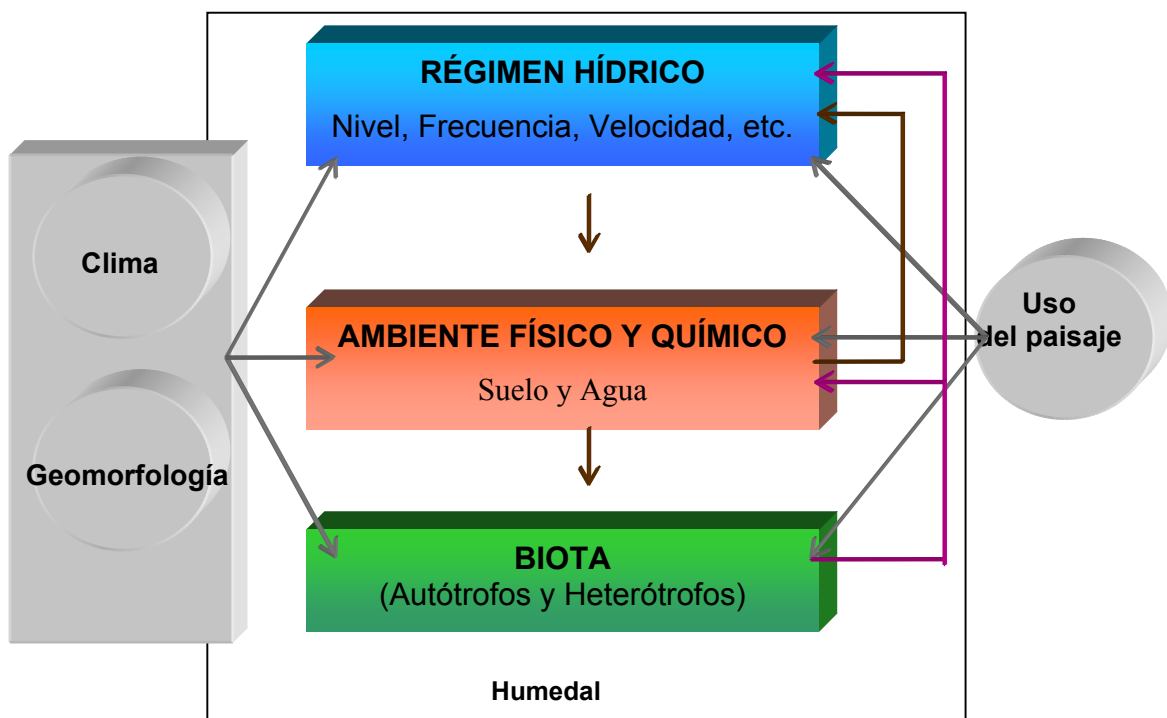 RÉGIMEN HÍDRICO
Nivel, Frecuencia, Velocidad, etc.
Clima
Geomorfología
AMBIENTE FÍSICO Y QUÍMICO
Suelo y Agua
Uso
del paisaje
BIOTA
(Autótrofos y Heterótrofos)
Humedal